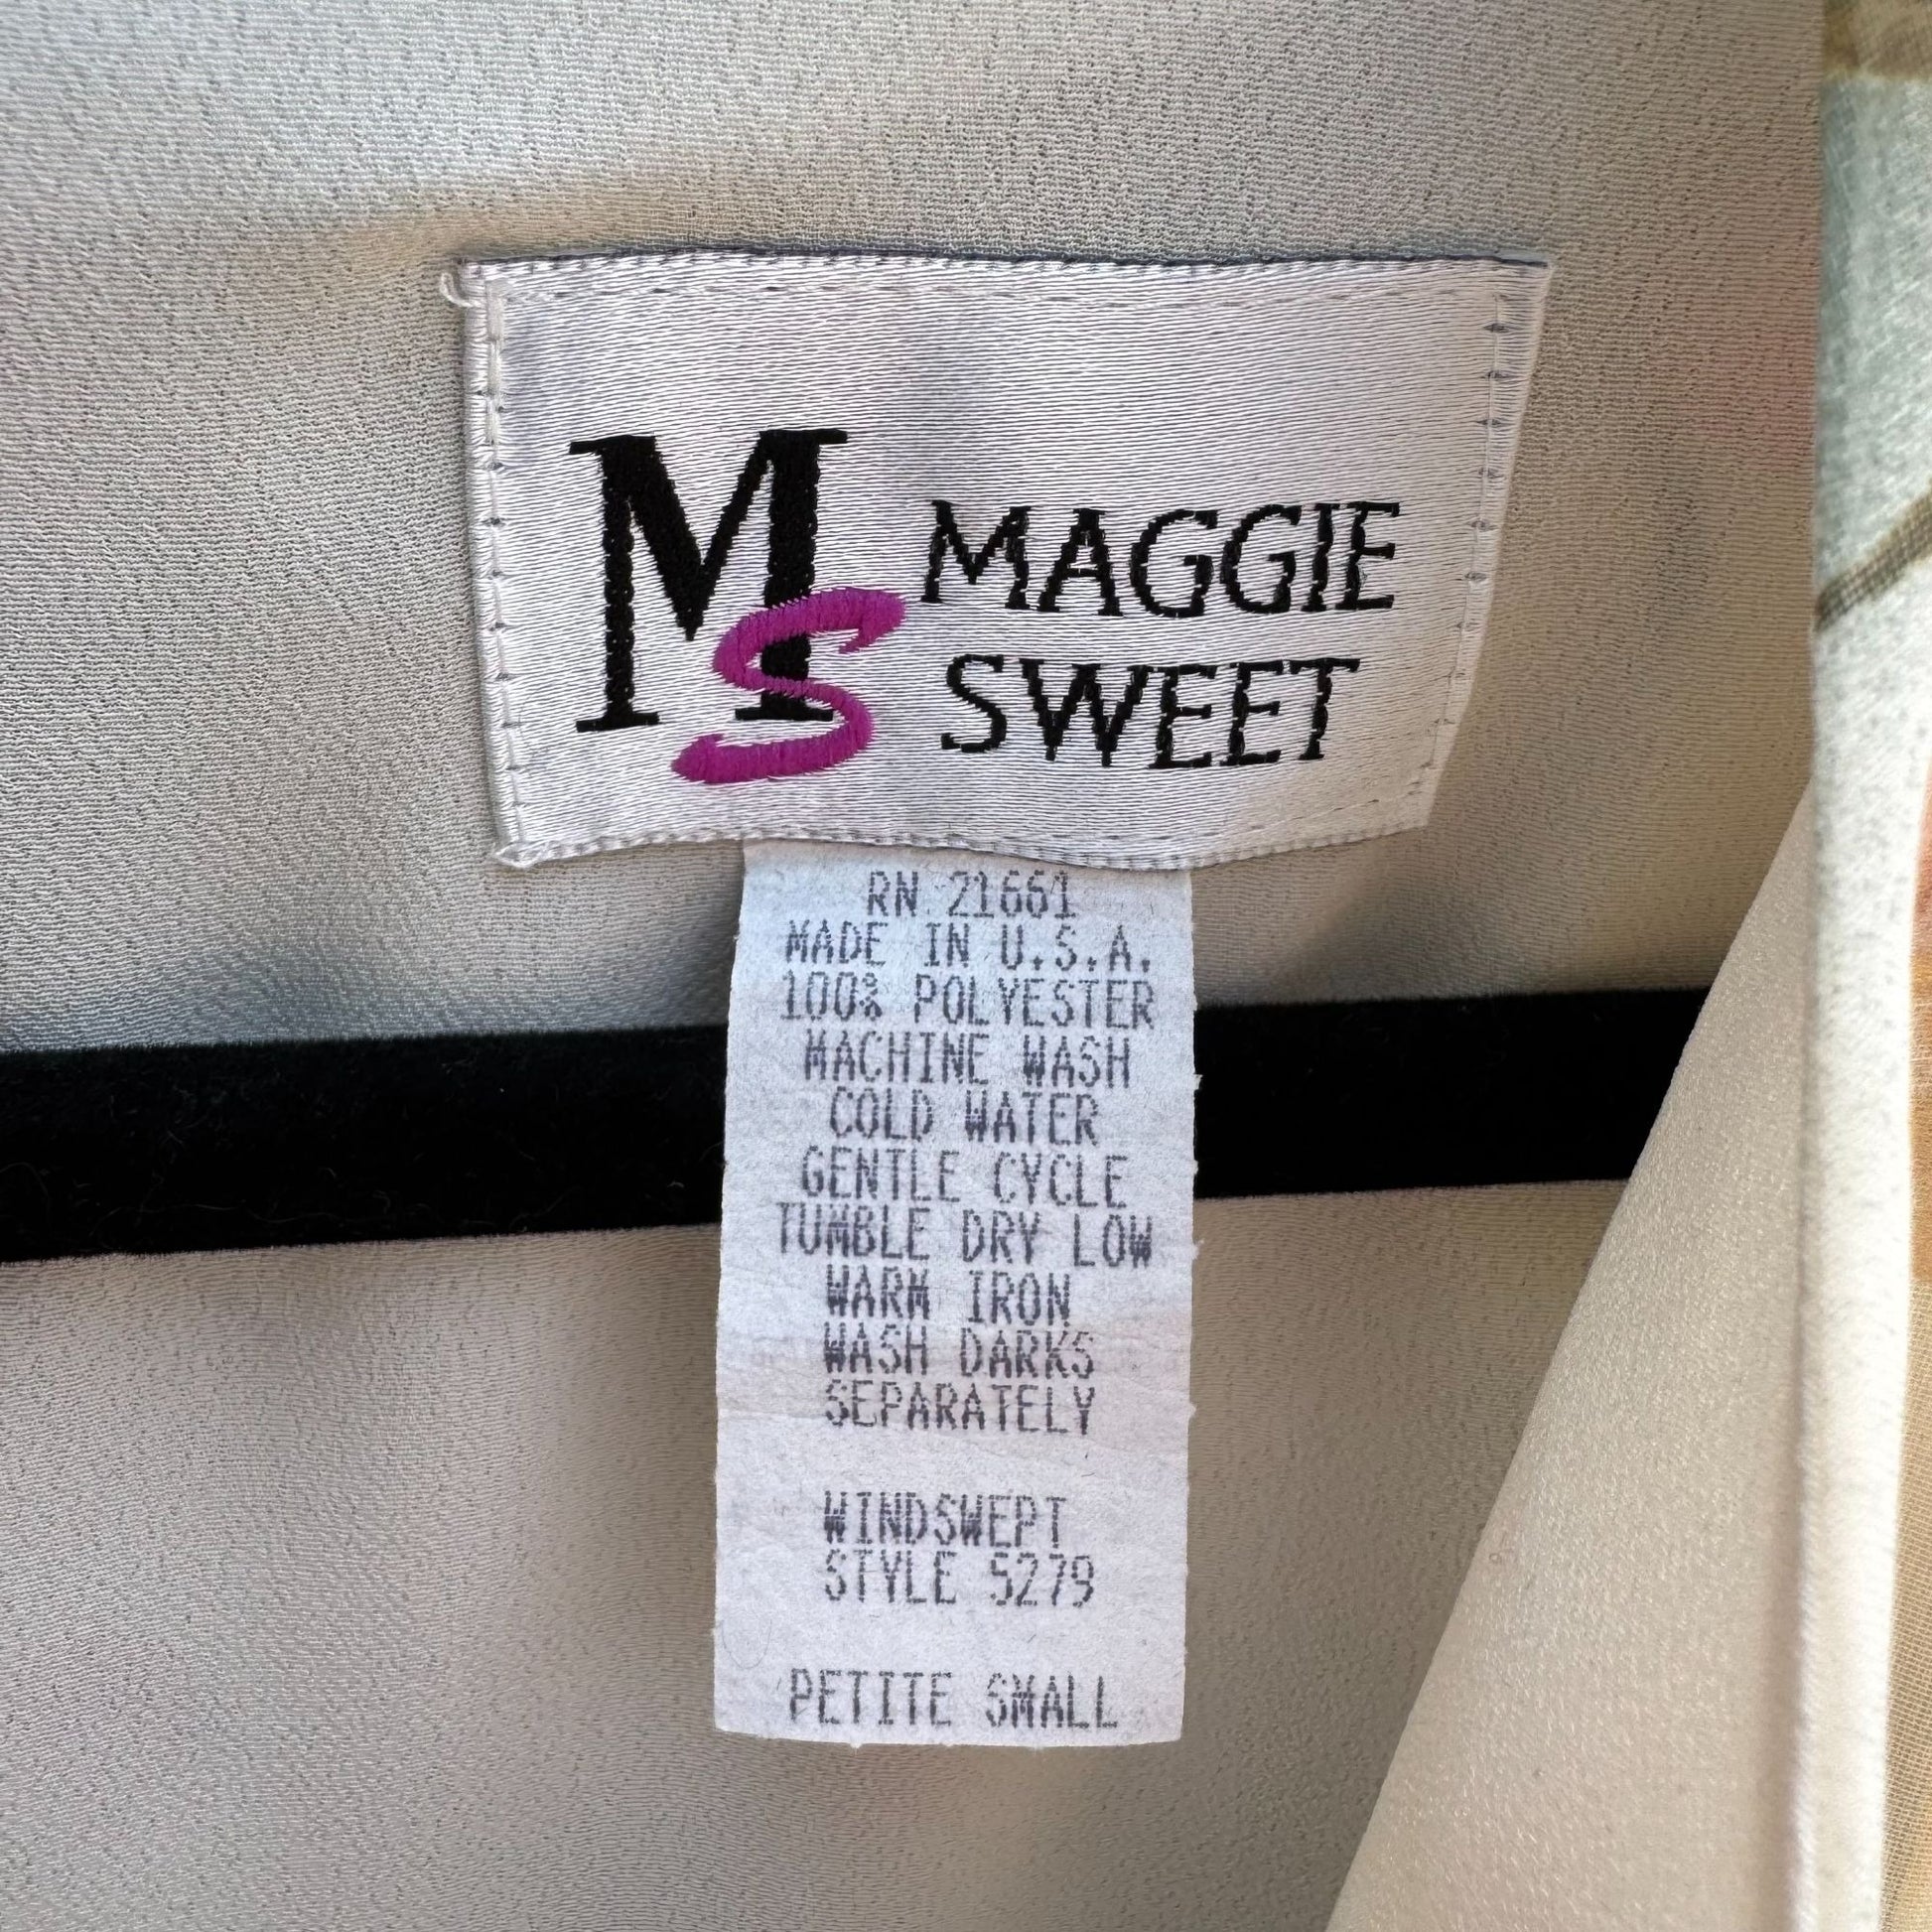 MS
MAGGIE
SWEET
RN 21661
MADE IN U.S.A.
100% POLYESTER
MACHINE WASH
COLD WATER
GENTLE CYCLE
TUMBLE DRY LOW
WARM IRON
WASH DARKS
SEPARATELY
WINDSWEPT
STYLE 5279
PETITE SMALL